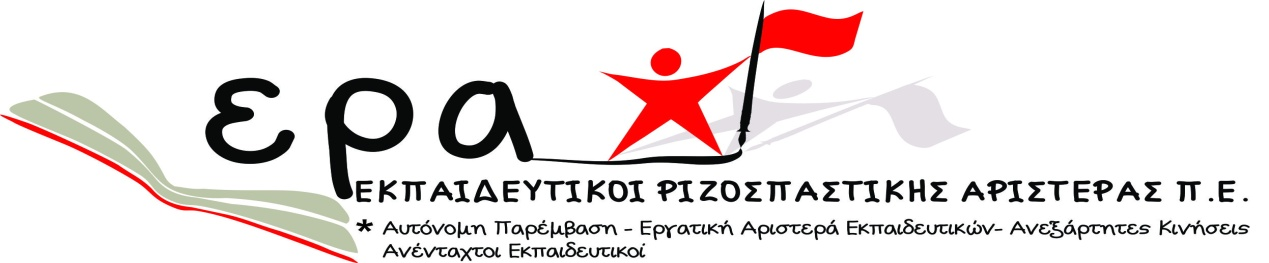 ερα
ΕΚΠΑΙΔΕΥΤΙΚΟΙ ΡΙΖΟΣΠΑΣΤΙΚΗΣ ΑΡΙΣΤΕΡΑΣ Π.Ε.
* Αυτόνομη Παρέμβαση - Εργατική Αριστερά Εκπαιδευτικών- Ανεξάρτητες Κινήσεις
Ανένταχτοι Εκπαιδευτικοί